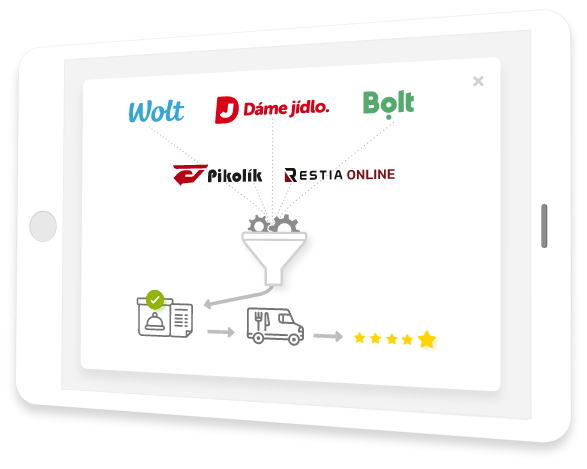 Wolt
Dáme jídlo.
Bolt
Pikolík
RESTIA ONLINE